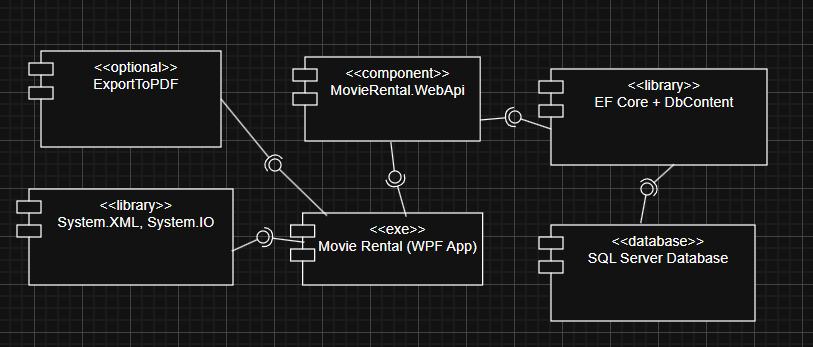 <<optional>>
ExportToPDF
<<component>>
MovieRental.WebApi
<<library>>
EF Core + DbContent
<<library>>
System.XML, System.IO
<<exe>>
Movie Rental (WPF App)
<<database>>
SQL Server Database